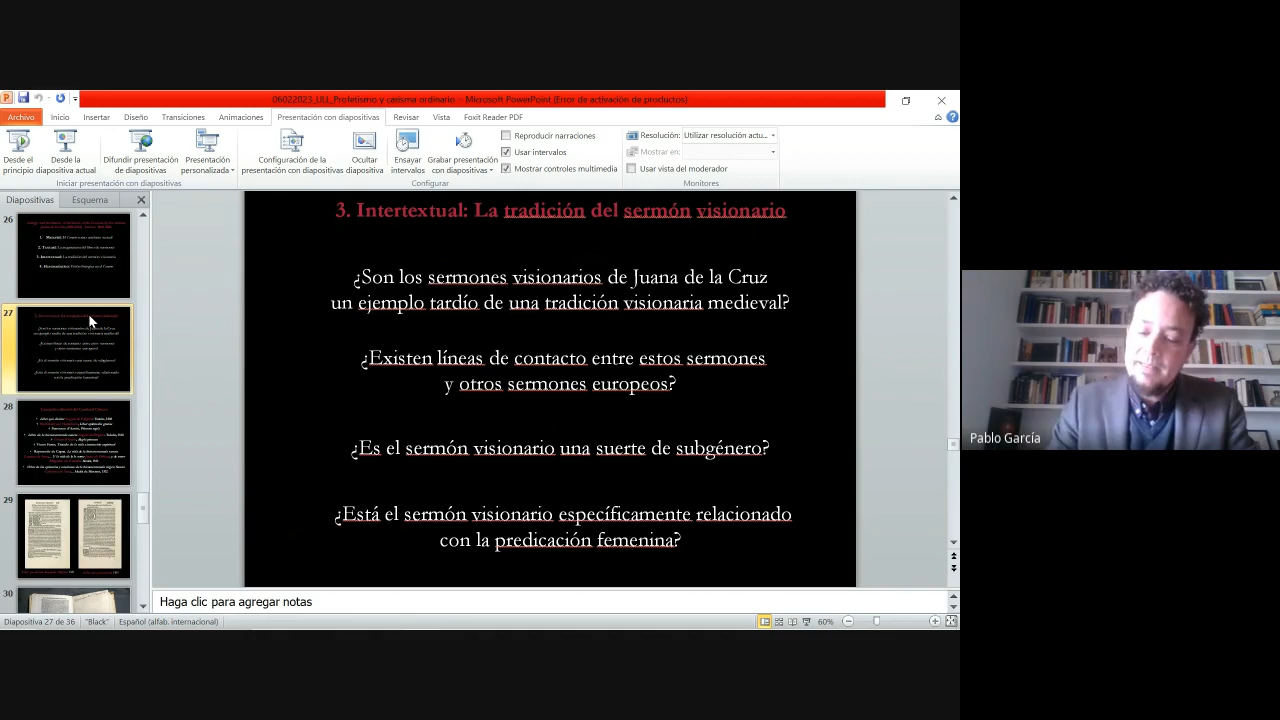 06022023_ULL_Profetismo y carisma ordinario - Microsoft PowerPoint (Error de activación de productos)
Archivo Inicio Insertar Diseño Transiciones Animaciones Presentación con diapositivas Revisar Vista Foxit Reader PDF
Desde el principio
Desde la diapositiva actual
Difundir presentación de diapositivas
Presentación personalizada
Configuración de la presentación con diapositivas
Ocultar diapositiva
Ensayar intervalos
Grabar presentación con diapositivas
Reproducir narraciones
Usar intervalos
Mostrar controles multimedia
Resolución: Utilizar resolución actu...
Mostrar en:
Usar vista del moderador
Iniciar presentación con diapositivas
Configurar
Monitores
Diapositivas Esquema
26
27
28
29
30
3. Intertextual: La tradición del sermón visionario
¿Son los sermones visionarios de Juana de la Cruz
un ejemplo tardío de una tradición visionaria medieval?
¿Existen líneas de contacto entre estos sermones
y otros sermones europeos?
¿Es el sermón visionario una suerte de subgénero?
¿Está el sermón visionario específicamente relacionado
con la predicación femenina?
Haga clic para agregar notas
Diapositiva 27 de 36 "Black" Español (alfab. internacional) 60%
Pablo García